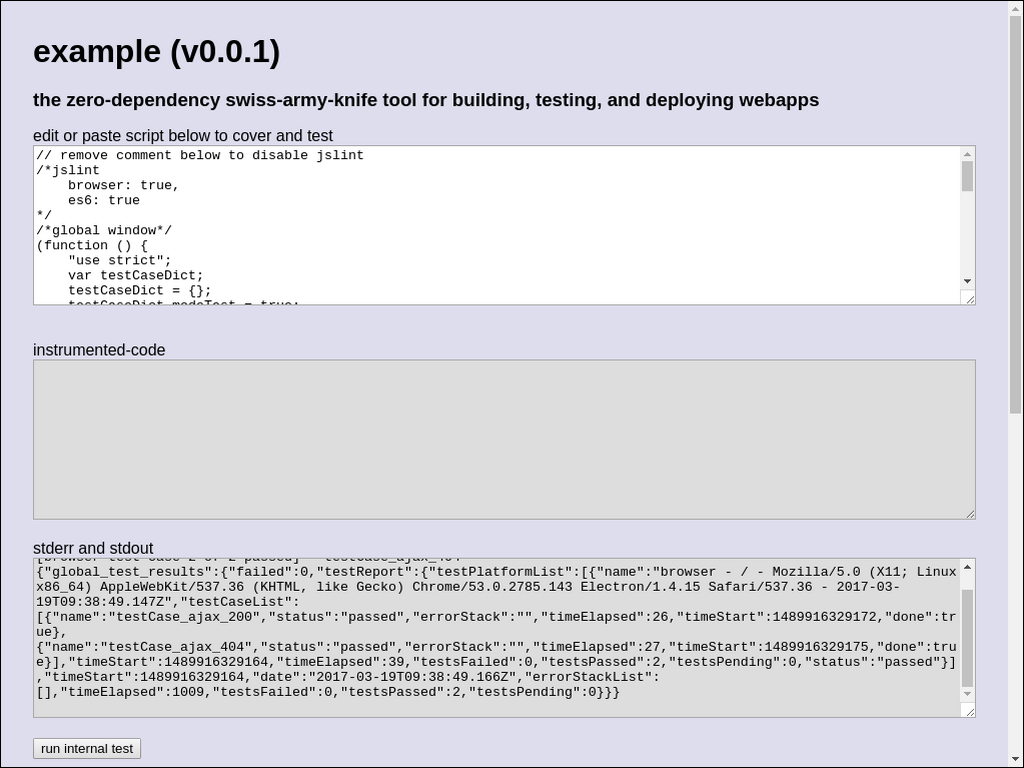 example (v0.0.1)
the zero-dependency swiss-army-knife tool for building, testing, and deploying webapps
edit or paste script below to cover and test
// remove comment below to disable jslint
/*jslint
    browser: true,
    es6: true
*/
/*global window*/
(function () {
    "use strict";
    var testCaseDict;
    testCaseDict = {};
    testCaseDict.modeTest = true;
instrumented-code
stderr and stdout
{"global_test_results":{"failed":0,"testReport":{"testPlatformList":[{"name":"browser - / - Mozilla/5.0 (X11; Linux
x86_64) AppleWebKit/537.36 (KHTML, like Gecko) Chrome/53.0.2785.143 Electron/1.4.15 Safari/537.36 - 2017-03-
19T09:38:49.147Z","testCaseList":
[{"name":"testCase_ajax_200","status":"passed","errorStack":"","timeElapsed":26,"timeStart":1489916329172,"done":tr
ue},
{"name":"testCase_ajax_404","status":"passed","errorStack":"","timeElapsed":27,"timeStart":1489916329175,"done":tru
e}],"timeStart":1489916329164,"timeElapsed":39,"testsFailed":0,"testsPassed":2,"testsPending":0,"status":"passed"}]
,"timeStart":1489916329164,"date":"2017-03-19T09:38:49.166Z","errorStackList":
[],"timeElapsed":1009,"testsFailed":0,"testsPassed":2,"testsPending":0}}}
run internal test